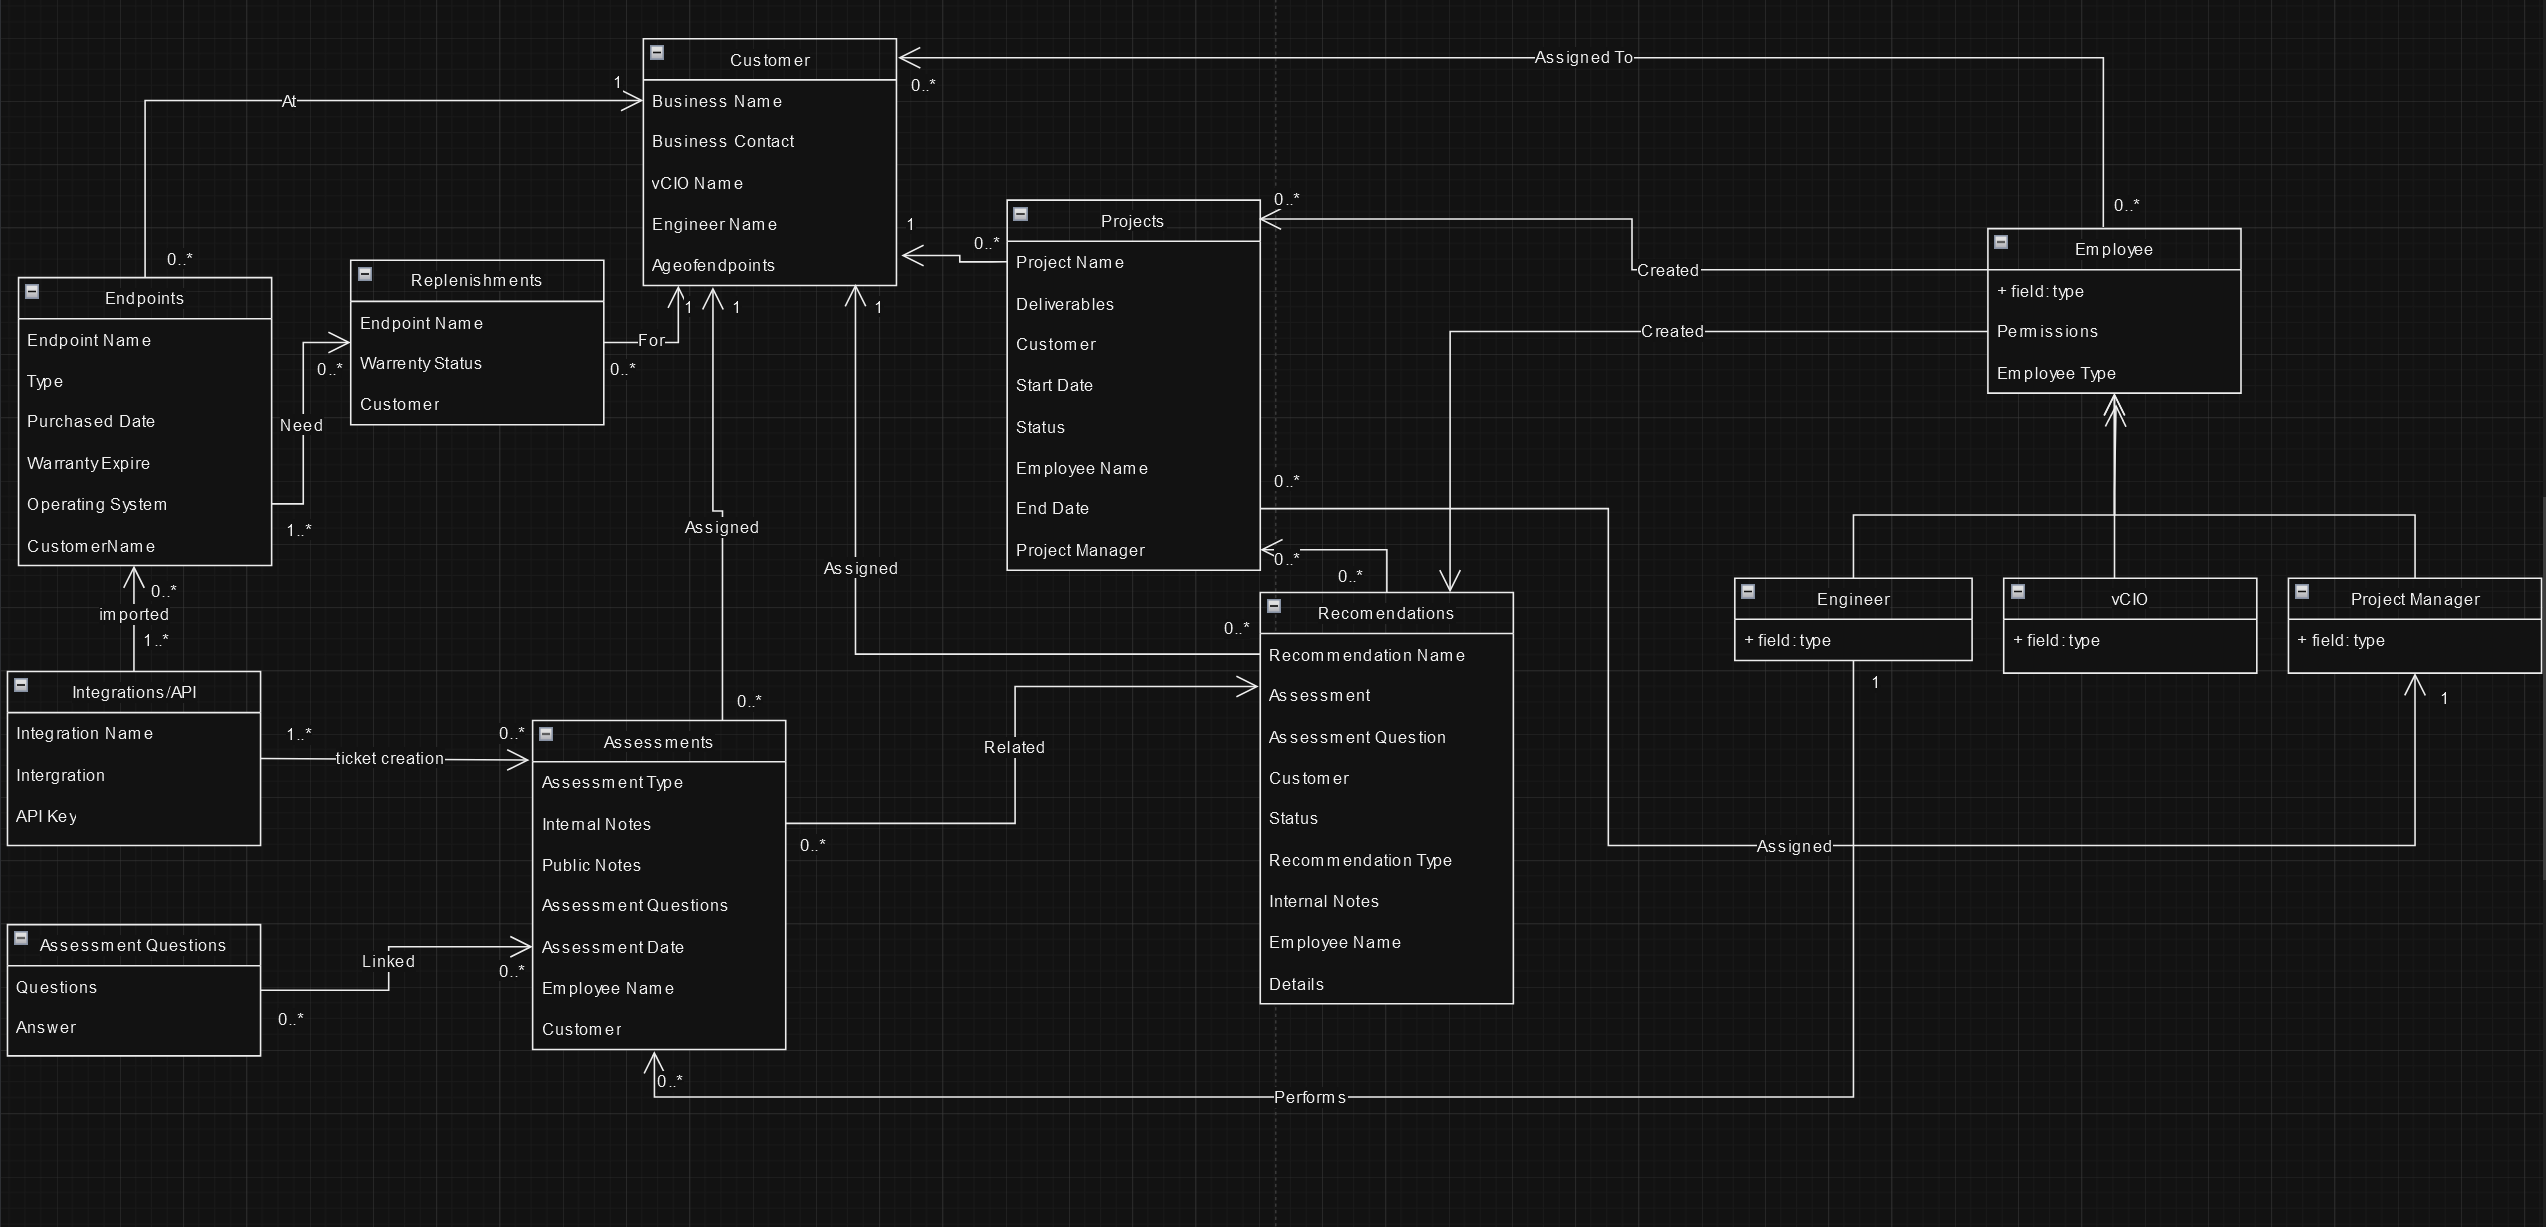 Customer
Business Name
Business Contact
vCIO Name
Engineer Name
Ageofendpoints
Assigned To
0..*
0..*
At
1
0..*
Endpoints
Endpoint Name
Type
Purchased Date
Warranty Expire
Operating System
CustomerName
Replenishments
Endpoint Name
Warrenty Status
Customer
Need
0..*
1..*
For
1
0..*
1
1
1
0..*
Projects
Project Name
Deliverables
Customer
Start Date
Status
Employee Name
End Date
Project Manager
0..*
Created
Created
Employee
+ field: type
Permissions
Employee Type
0..*
0..*
0..*
Assigned
Assigned
imported
0..*
1..*
Integrations/API
Integration Name
Intergration
API Key
1..*
ticket creation
0..*
0..*
Assessments
Assessment Type
Internal Notes
Public Notes
Assessment Questions
Assessment Date
Employee Name
Customer
Related
0..*
0..*
Recomendations
Recommendation Name
Assessment
Assessment Question
Customer
Status
Recommendation Type
Internal Notes
Employee Name
Details
Engineer
+ field: type
vCIO
+ field: type
Project Manager
+ field: type
1
1
Assigned
Assessment Questions
Questions
Answer
Linked
0..*
0..*
0..*
Performs